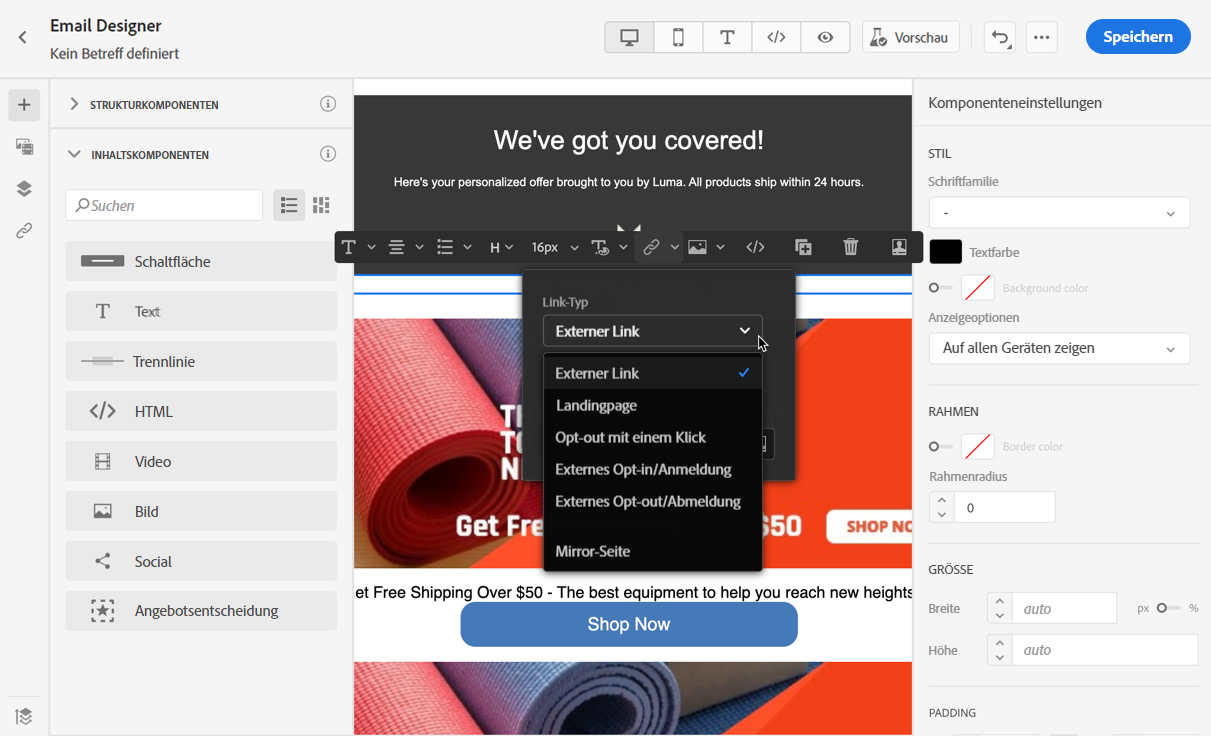 Email Designer
Kein Betreff definiert
Vorschau
Speichern
STRUKTURKOMPONENTEN
INHALTSKOMPONENTEN
Suchen
Schaltfläche
Text
Trennlinie
HTML
Video
Bild
Social
Angebotsentscheidung
We've got you covered!
Here's your personalized offer brought to you by Luma. All products ship within 24 hours.
H
16px
Link-Typ
Externer Link
Externer Link
Landingpage
Opt-out mit einem Klick
Externes Opt-in/Anmeldung
Externes Opt-out/Abmeldung
Mirror-Seite
Get Fre
$50
SHOP NO
et Free Shipping Over $50 - The best equipment to help you reach new heights
Shop Now
Komponenteneinstellungen
STIL
Schriftfamilie
-
Textfarbe
Background color
Anzeigeoptionen
Auf allen Geräten zeigen
RAHMEN
Border color
Rahmenradius
0
GRÖSSE
Breite
auto
px
%
Höhe
auto
PADDING